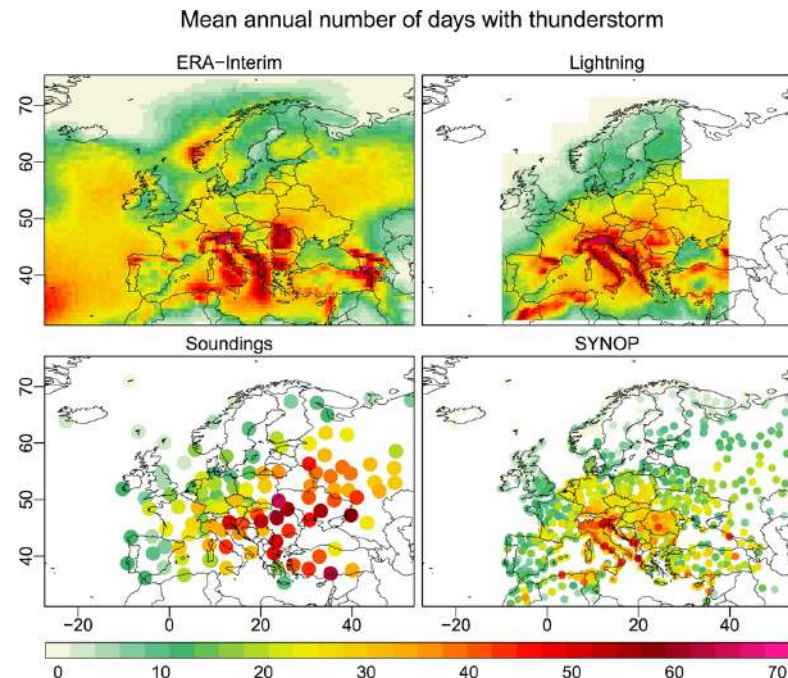 Mean annual number of days with thunderstorm
ERA−Interim
Lightning
70
60
50
40
Soundings
SYNOP
70
60
50
40
−20 0 20 40
−20 0 20 40
0 10 20 30 40 50 60 70